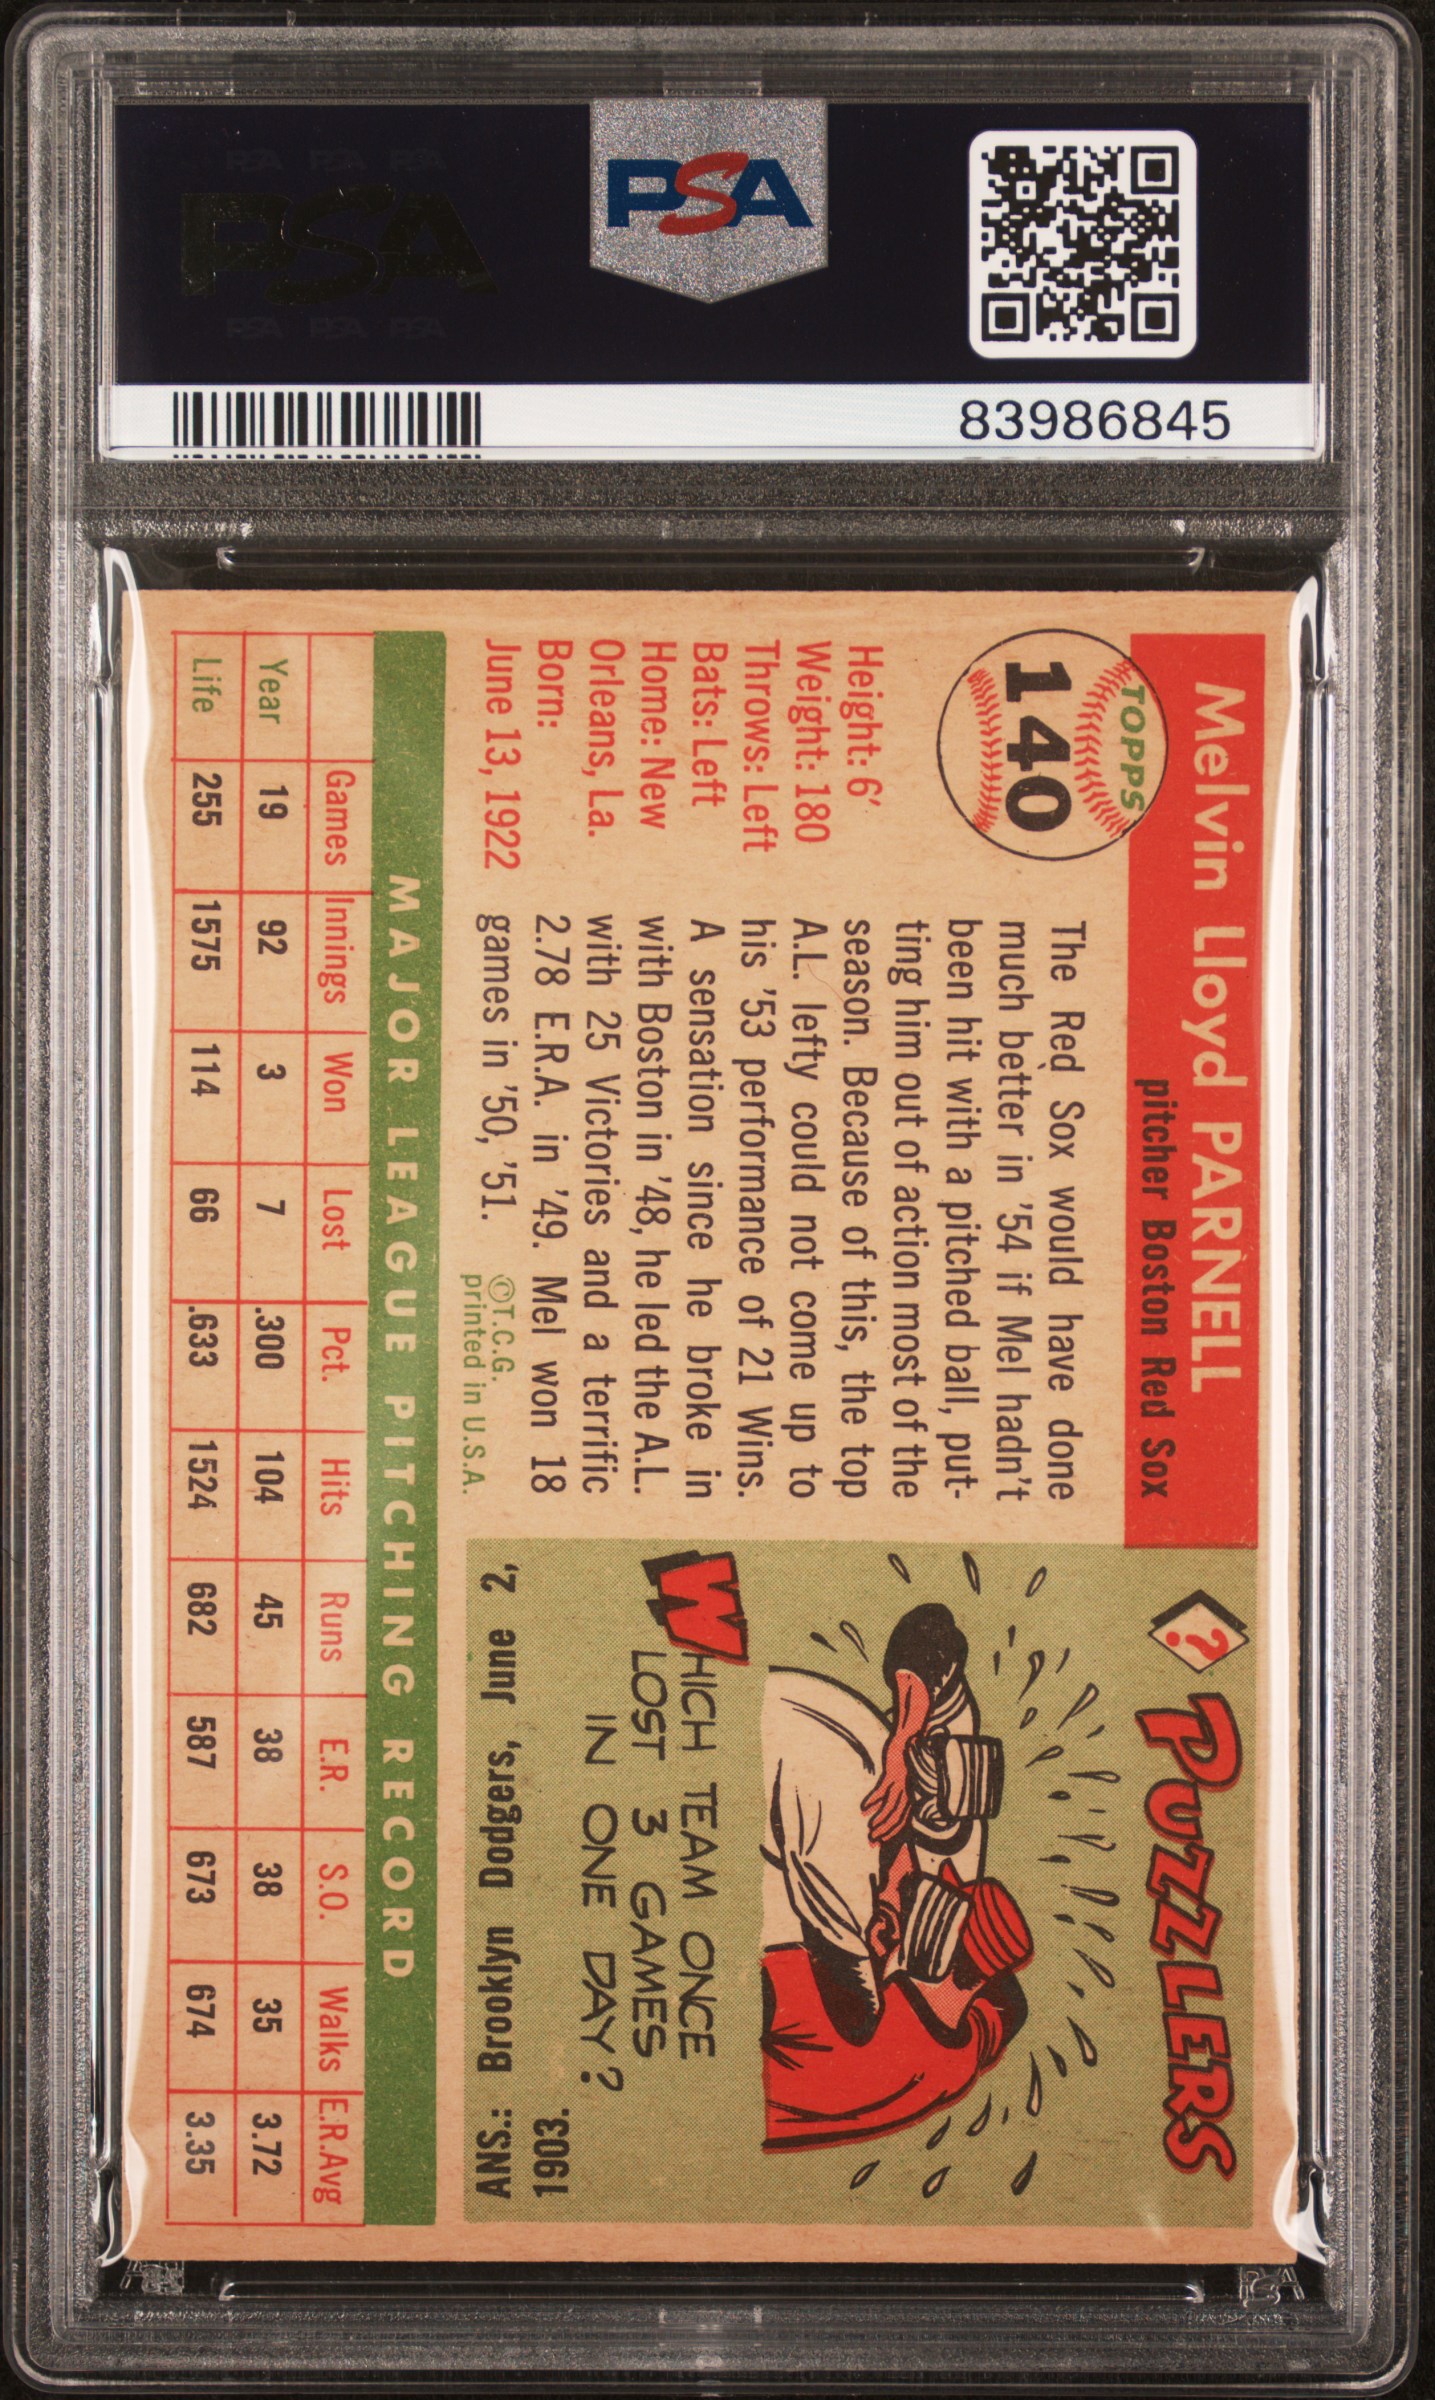 PSA PSA PSA
PSA
PSA PSA PSA
PSA
83986845
Melvin Lloyd PARNELL
pitcher Boston Red Sox
TOPPS
140
Height: 6'
Weight: 180
Throws: Left
Bats: Left
Home: New
Orleans, La.
Born:
June 13, 1922
The Red Sox would have done
much better in '54 if Mel hadn't
been hit with a pitched ball, put-
ting him out of action most of the
season. Because of this, the top
A.L. lefty could not come up to
his '53 performance of 21 Wins.
A sensation since he broke in
with Boston in '48, he led the A.L.
with 25 Victories and a terrific
2.78 E.R.A. in '49. Mel won 18
games in '50, '51.
©T.C.G.
printed in U.S.A.
? PUZZLERS
WHICH TEAM ONCE
LOST 3 GAMES
IN ONE DAY?
ANS.: Brooklyn Dodgers, June 2,
1903.
MAJOR LEAGUE PITCHING RECORD
Games Innings Won Lost Pct. Hits Runs E.R. S.O. Walks E.R.Avg
Year 19 92 3 7 .300 104 45 38 38 35 3.72
Life 255 1575 114 66 .633 1524 682 587 673 674 3.35
PSA